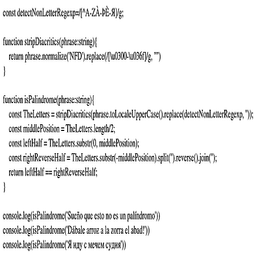 const detectNonLetterRegexp=/[^A-ZÀ-ÞЀ-Я]/g;

function stripDiacritics(phrase:string){
    return phrase.normalize('NFD').replace(/[\u0300-\u036f]/g, "")
}

function isPalindrome(phrase:string){
    const TheLetters = stripDiacritics(phrase.toLocaleUpperCase().replace(detectNonLetterRegexp, ''));
    const middlePosition = TheLetters.length/2;
    const leftHalf = TheLetters.substr(0, middlePosition);
    const rightReverseHalf = TheLetters.substr(-middlePosition).split('').reverse().join('');
    return leftHalf == rightReverseHalf;
}

console.log(isPalindrome('Sueño que esto no es un palíndromo'))
console.log(isPalindrome('Dábale arroz a la zorra el abad!'))
console.log(isPalindrome('Я иду с мечем судия'))